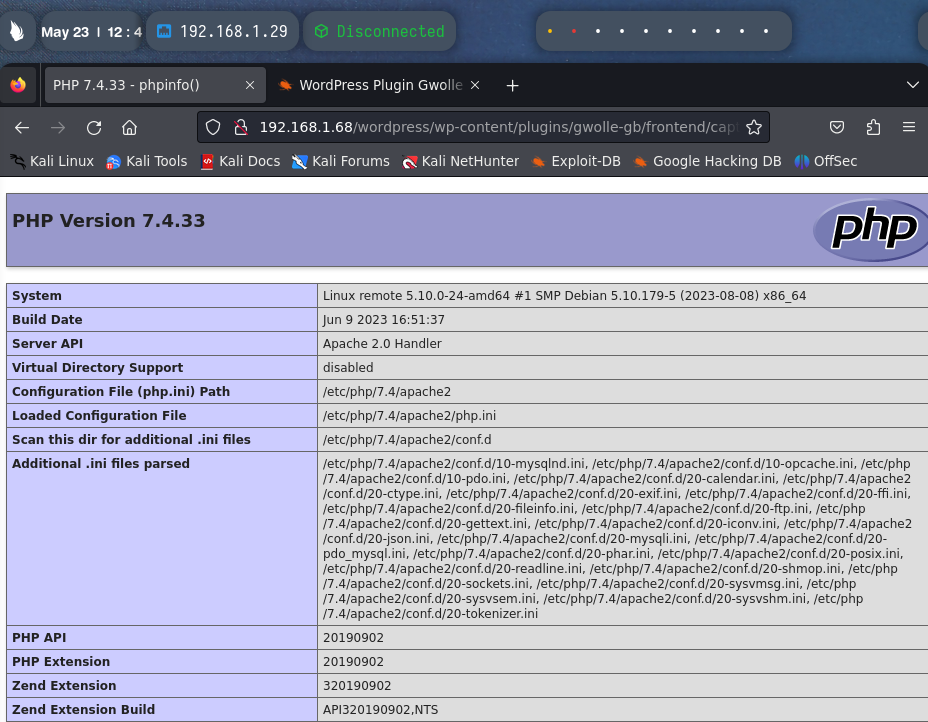 May 23 | 12 : 4 192.168.1.29 Disconnected
PHP 7.4.33 - phpinfo() WordPress Plugin Gwolle
192.168.1.68/wordpress/wp-content/plugins/gwolle-gb/frontend/cap
Kali Linux Kali Tools Kali Docs Kali Forums Kali NetHunter Exploit-DB Google Hacking DB OffSec
PHP Version 7.4.33
php
System Linux remote 5.10.0-24-amd64 #1 SMP Debian 5.10.179-5 (2023-08-08) x86_64
Build Date Jun 9 2023 16:51:37
Server API Apache 2.0 Handler
Virtual Directory Support disabled
Configuration File (php.ini) Path /etc/php/7.4/apache2
Loaded Configuration File /etc/php/7.4/apache2/php.ini
Scan this dir for additional .ini files /etc/php/7.4/apache2/conf.d
Additional .ini files parsed /etc/php/7.4/apache2/conf.d/10-mysqlnd.ini, /etc/php/7.4/apache2/conf.d/10-opcache.ini, /etc/php
/7.4/apache2/conf.d/10-pdo.ini, /etc/php/7.4/apache2/conf.d/20-calendar.ini, /etc/php/7.4/apache2
/conf.d/20-ctype.ini, /etc/php/7.4/apache2/conf.d/20-exif.ini, /etc/php/7.4/apache2/conf.d/20-ffi.ini,
/etc/php/7.4/apache2/conf.d/20-fileinfo.ini, /etc/php/7.4/apache2/conf.d/20-ftp.ini, /etc/php
/7.4/apache2/conf.d/20-gettext.ini, /etc/php/7.4/apache2/conf.d/20-iconv.ini, /etc/php/7.4/apache2
/conf.d/20-json.ini, /etc/php/7.4/apache2/conf.d/20-mysqli.ini, /etc/php/7.4/apache2/conf.d/20-
pdo_mysql.ini, /etc/php/7.4/apache2/conf.d/20-phar.ini, /etc/php/7.4/apache2/conf.d/20-posix.ini,
/etc/php/7.4/apache2/conf.d/20-readline.ini, /etc/php/7.4/apache2/conf.d/20-shmop.ini, /etc/php
/7.4/apache2/conf.d/20-sockets.ini, /etc/php/7.4/apache2/conf.d/20-sysvmsg.ini, /etc/php
/7.4/apache2/conf.d/20-sysvsem.ini, /etc/php/7.4/apache2/conf.d/20-sysvshm.ini, /etc/php
/7.4/apache2/conf.d/20-tokenizer.ini
PHP API 20190902
PHP Extension 20190902
Zend Extension 320190902
Zend Extension Build API320190902,NTS